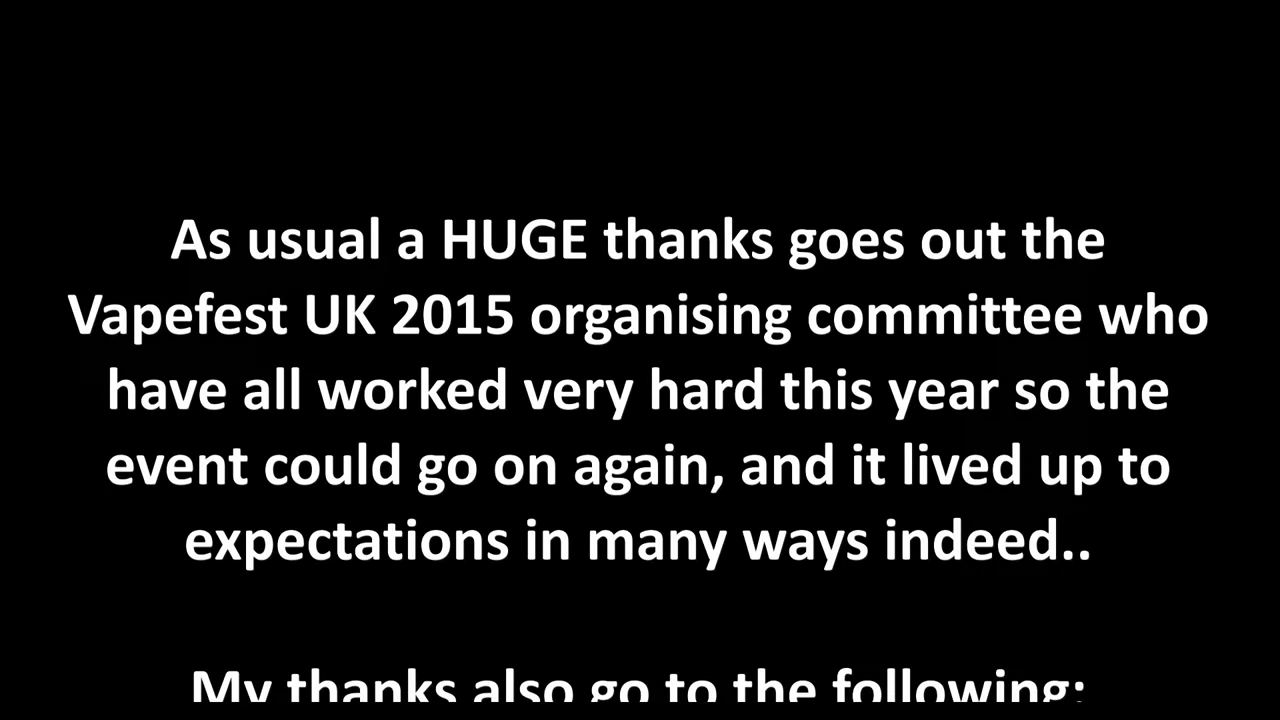 As usual a HUGE thanks goes out the
Vapefest UK 2015 organising committee who
have all worked very hard this year so the
event could go on again, and it lived up to
expectations in many ways indeed..
My thanks also go to the following: